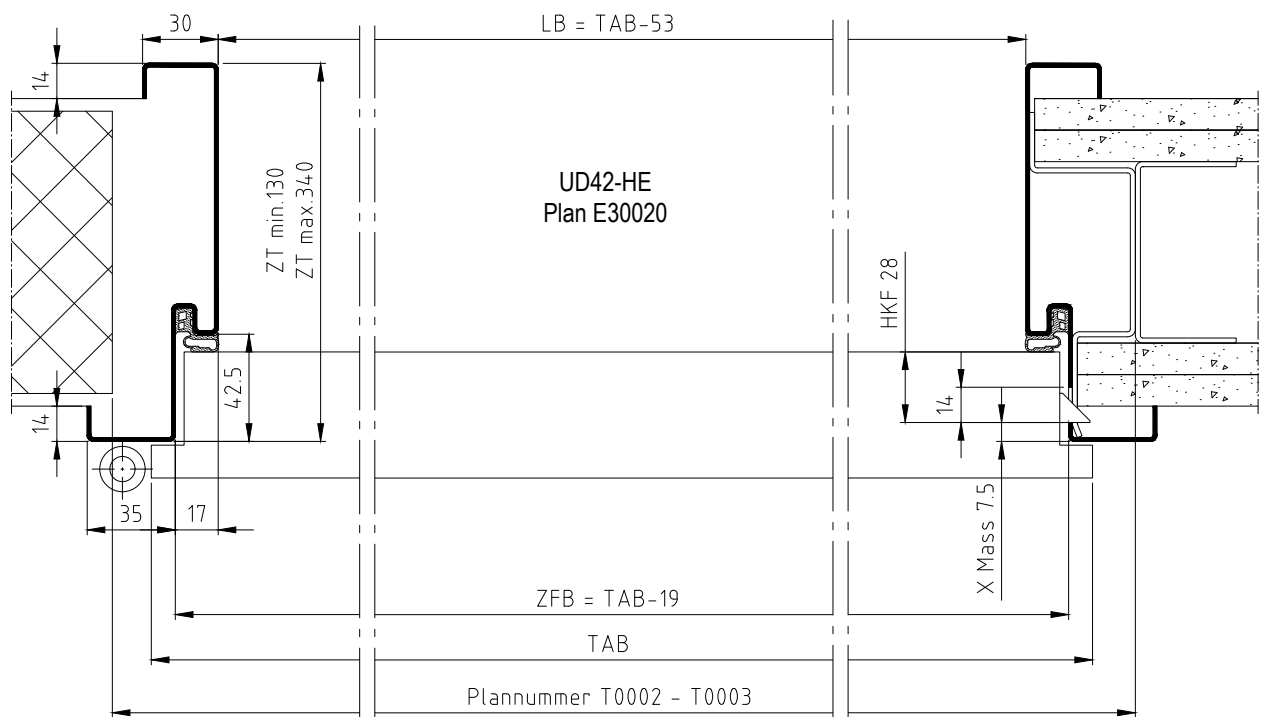 30
LB = TAB-53
14
ZT min.130
ZT max.340
UD42-HE
Plan E30020
HKF 28
42.5
14
14
35
17
X Mass 7.5
ZFB = TAB-19
TAB
Plannummer T0002 - T0003